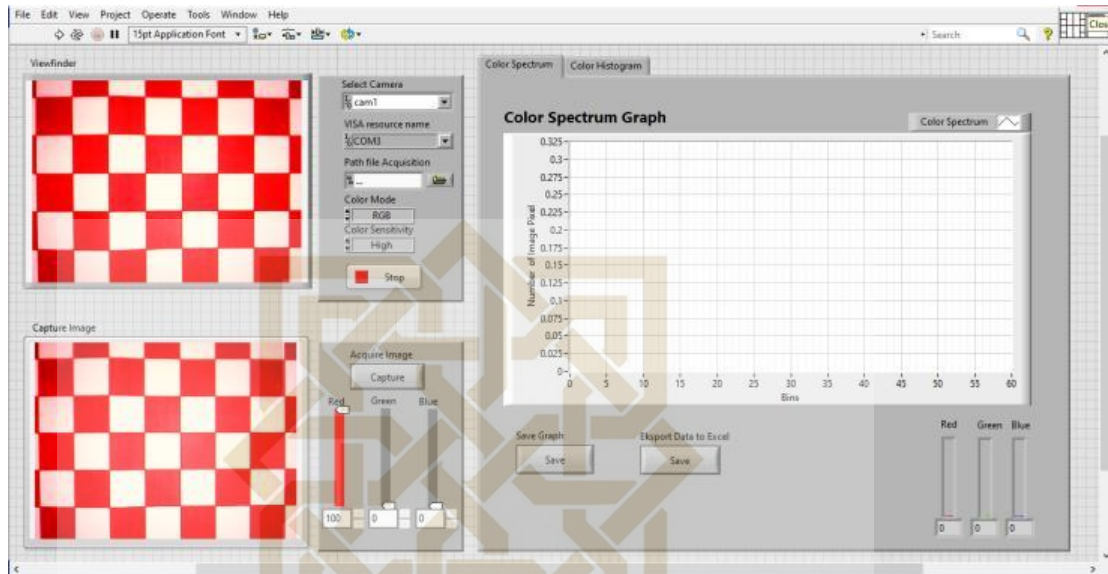 File Edit View Project Operate Tools Window Help
Clos
15pt Application Font
Search
Viewfinder
Select Camera
cam1
VISA resource name
COM3
Path file Acquisition
...
Color Mode
RGB
Color Sensitivity
High
Stop
Capture Image
Acquire Image
Capture
Red Green Blue
100 0 0
Color Spectrum Color Histogram
Color Spectrum Graph
Color Spectrum
Number of Image Pixel
0.325
0.3
0.275
0.25
0.225
0.2
0.175
0.15
0.125
0.1
0.075
0.05
0.025
0
0 5 10 15 20 25 30 35 40 45 50 55 60
Bins
Save Graph
Save
Eksport Data to Excel
Save
Red Green Blue
0 0 0